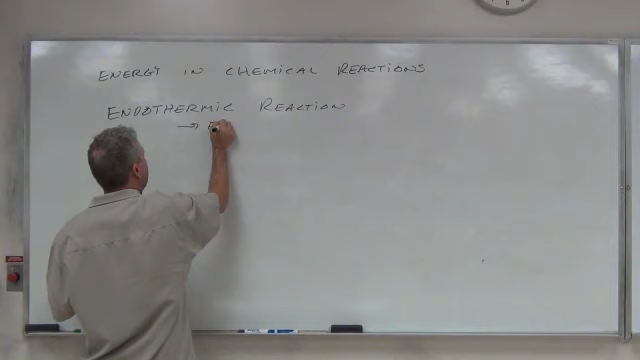 ENERGY IN CHEMICAL REACTIONS
ENDOTHERMIC REACTION
→